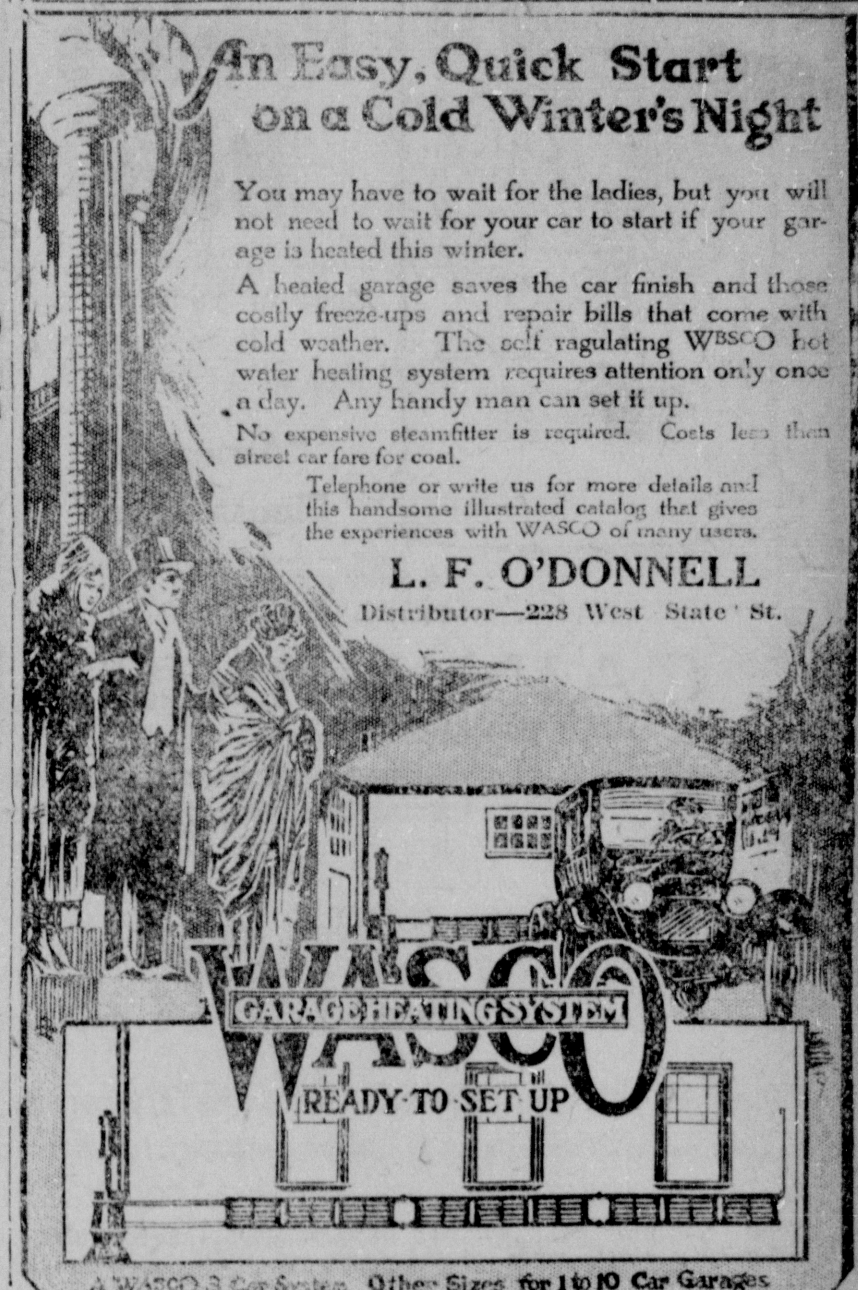 An Easy, Quick Start
on a Cold Winter's Night
You may have to wait for the ladies, but you will
not need to wait for your car to start if your gar-
age is heated this winter.
A heated garage saves the car finish and those
costly freeze-ups and repair bills that come with
cold weather. The self ragulating WBSCO hot
water heating system requires attention only once
a day. Any handy man can set it up.
No expensive steamfitter is required. Costs less then
street car fare for coal.
Telephone or write us for more details and
this handsome illustrated catalog that gives
the experiences with WASCO of many users.
L. F. O'DONNELL
Distributor—228 West State St.
WASCO
GARAGE HEATING SYSTEM
READY-TO-SET UP
A WASCO 3 Car System Other Sizes for 1 to 10 Car Garages